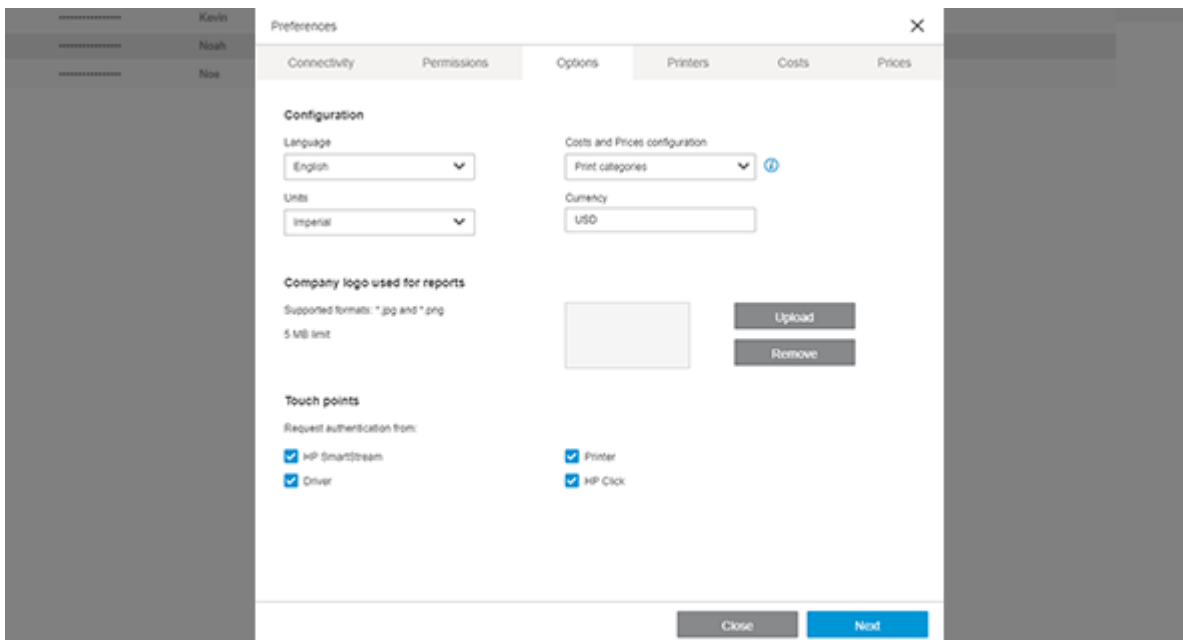 Kevin
Preferences
Noah
Connectivity Permissions Options Printers Costs Prices
Noe
Configuration
Language Costs and Prices configuration
English Print categories
Units Currency
Imperial USD
Company logo used for reports
Supported formats: *.jpg and *.png
Upload
5 MB limit
Remove
Touch points
Request authentication from:
HP SmartStream Printer
Driver HP Click
Close Next